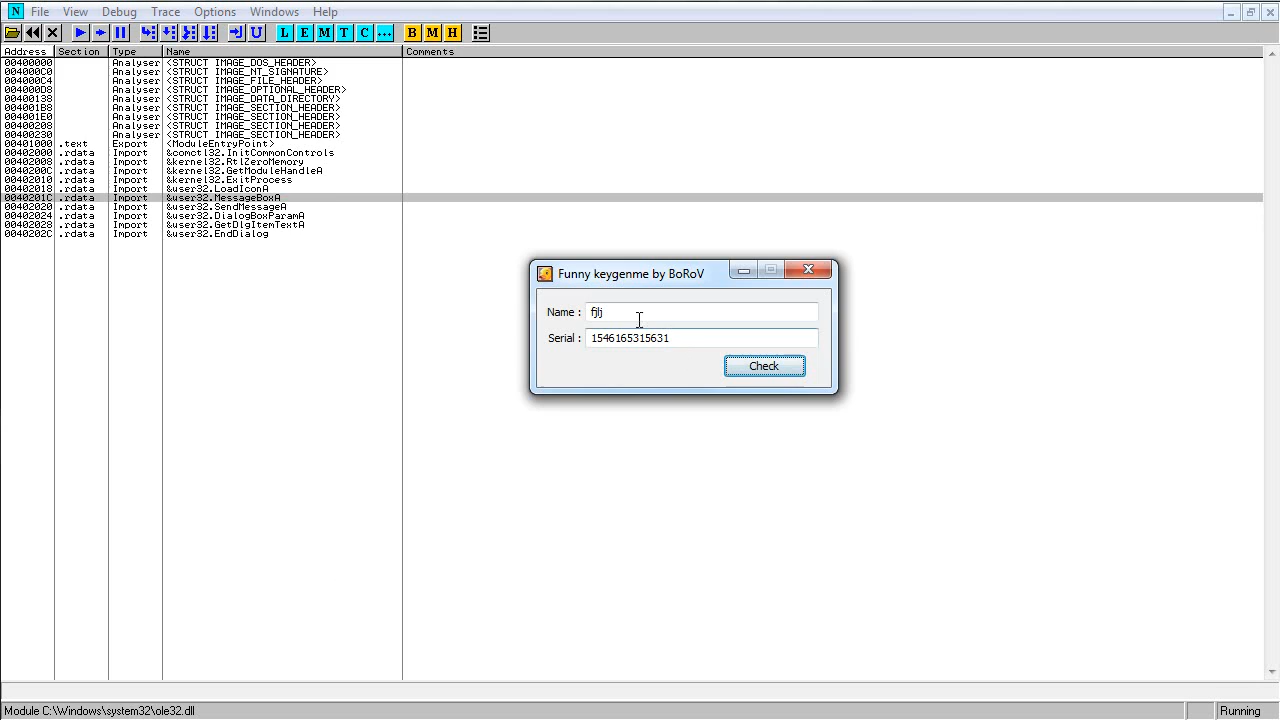 N File View Debug Trace Options Windows Help
L E M T C ... B M H
Address Section Type Name Comments
00400000 Analyser <STRUCT IMAGE_DOS_HEADER>
004000C0 Analyser <STRUCT IMAGE_NT_SIGNATURE>
004000C4 Analyser <STRUCT IMAGE_FILE_HEADER>
004000D8 Analyser <STRUCT IMAGE_OPTIONAL_HEADER>
00400138 Analyser <STRUCT IMAGE_DATA_DIRECTORY>
004001B8 Analyser <STRUCT IMAGE_SECTION_HEADER>
004001E0 Analyser <STRUCT IMAGE_SECTION_HEADER>
00400208 Analyser <STRUCT IMAGE_SECTION_HEADER>
00400230 Analyser <STRUCT IMAGE_SECTION_HEADER>
00401000 .text Export <ModuleEntryPoint>
00402000 .rdata Import &comctl32.InitCommonControls
00402008 .rdata Import &kernel32.RtlZeroMemory
0040200C .rdata Import &kernel32.GetModuleHandleA
00402010 .rdata Import &kernel32.ExitProcess
00402018 .rdata Import &user32.LoadIconA
0040201C .rdata Import &user32.MessageBoxA
00402020 .rdata Import &user32.SendMessageA
00402024 .rdata Import &user32.DialogBoxParamA
00402028 .rdata Import &user32.GetDlgItemTextA
0040202C .rdata Import &user32.EndDialog
Funny keygenme by BoRoV
Name : fjlj
Serial : 1546165315631
Check
Module C:\Windows\system32\ole32.dll
Running